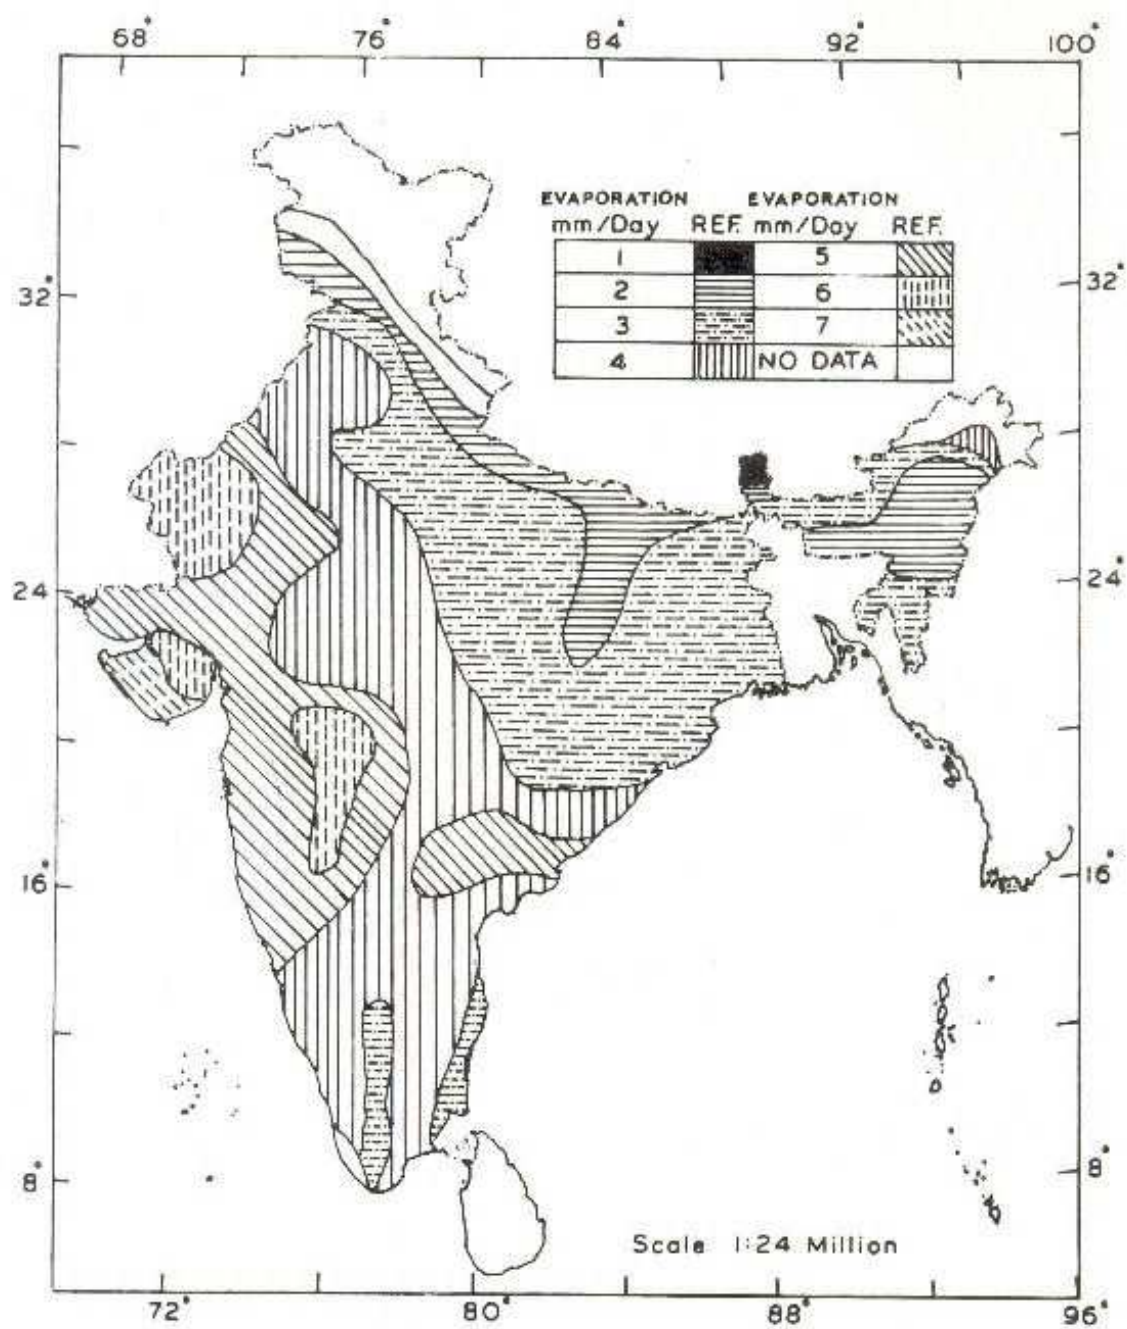 68° 76° 84° 92° 100°
EVAPORATION EVAPORATION
mm/Day REF. mm/Day REF.
1 5
2 6
3 7
4 NO DATA
32° 32°
24° 24°
16° 16°
8° 8°
Scale 1:24 Million
72° 80° 88° 96°